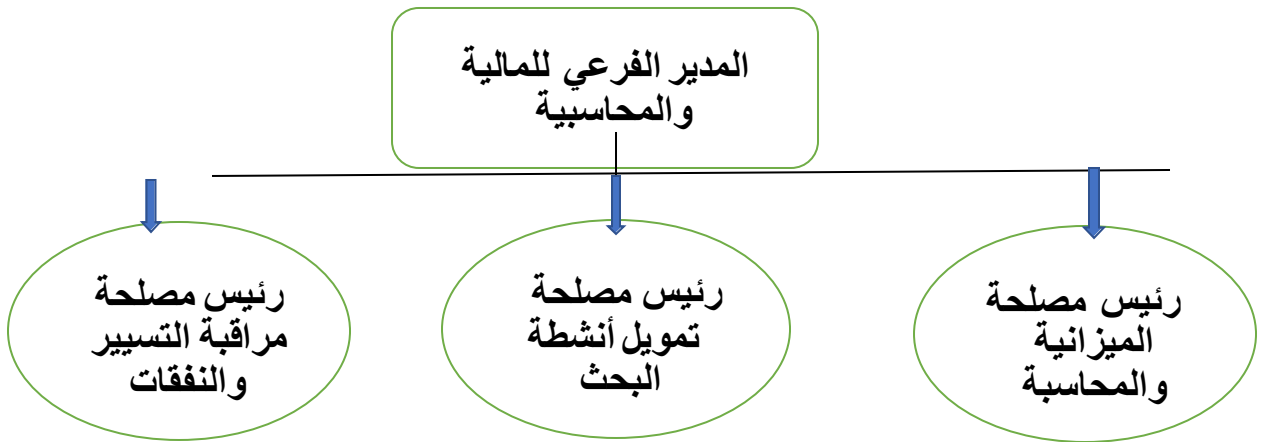 المدير الفرعي للمالية
والمحاسبية
رئيس مصلحة
الميزانية
والمحاسبة
رئيس مصلحة
تمويل أنشطة
البحث
رئيس مصلحة
مراقبة التسيير
والنفقات